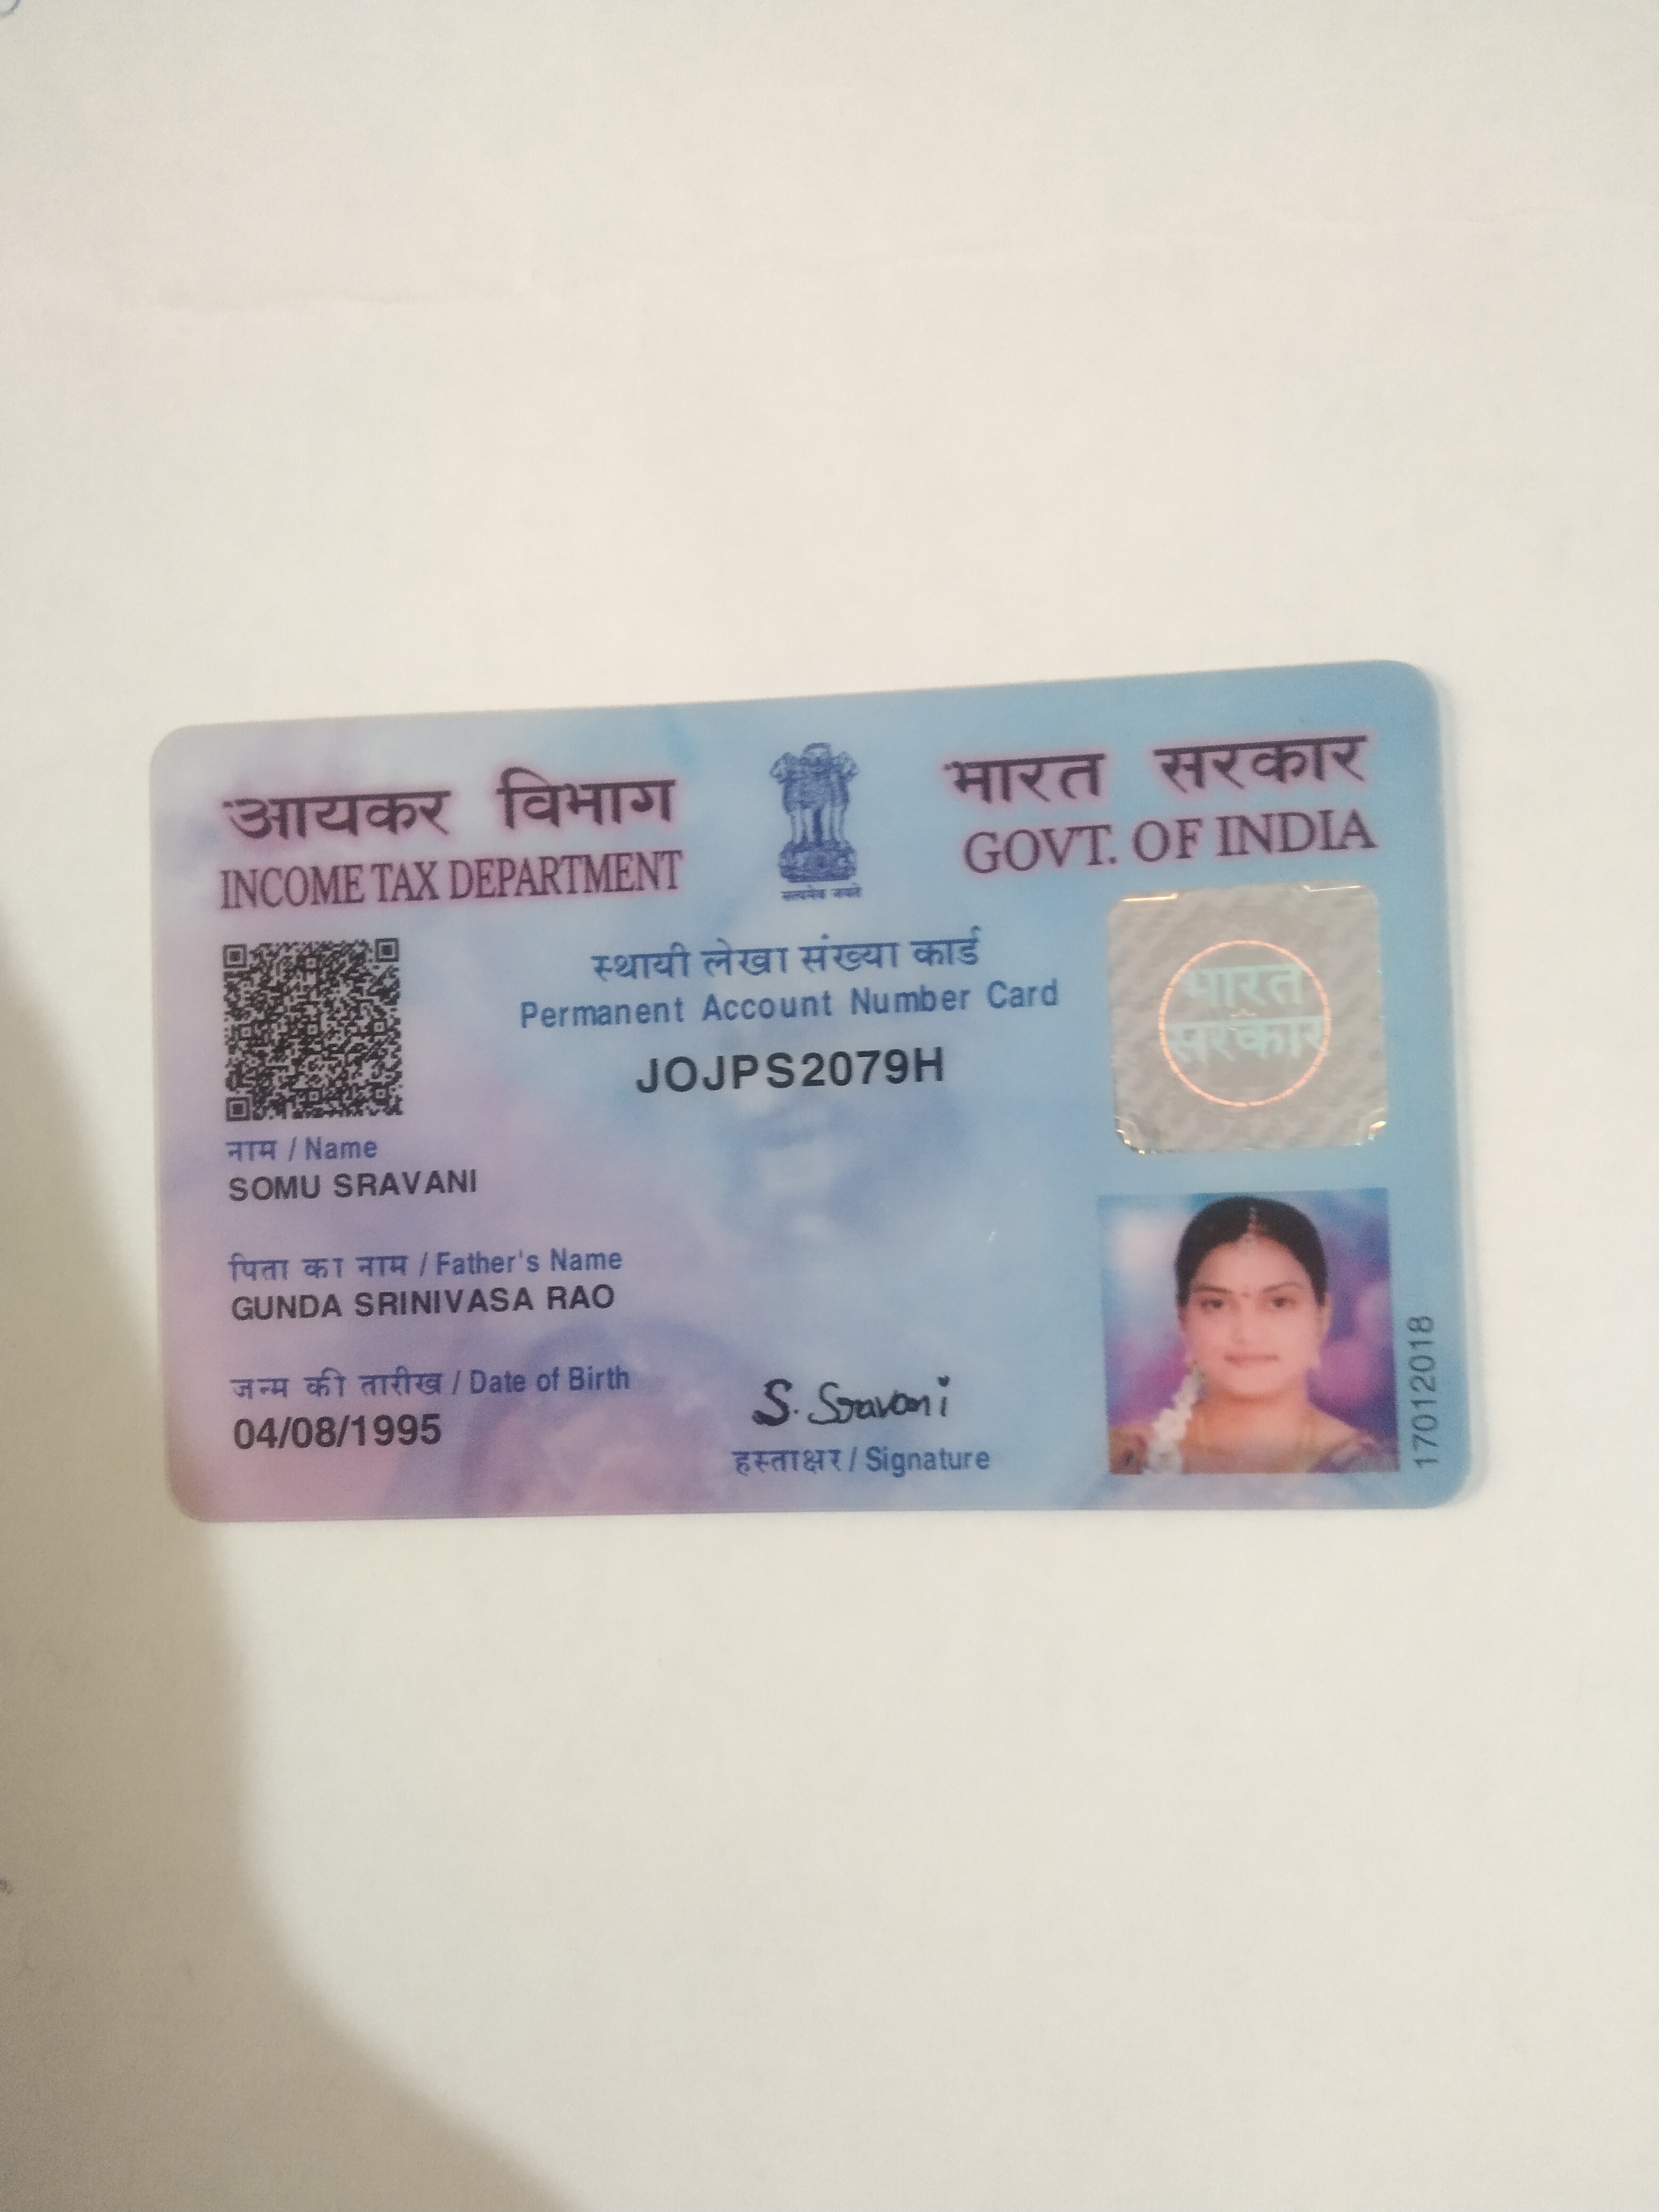 आयकर विभाग
INCOME TAX DEPARTMENT
सत्यमेव जयते
भारत सरकार
GOVT. OF INDIA
स्थायी लेखा संख्या कार्ड
Permanent Account Number Card
JOJPS2079H
भारत
सरकार
नाम / Name
SOMU SRAVANI
पिता का नाम / Father's Name
GUNDA SRINIVASA RAO
जन्म की तारीख / Date of Birth
04/08/1995
S. Sravani
हस्ताक्षर / Signature
17012018